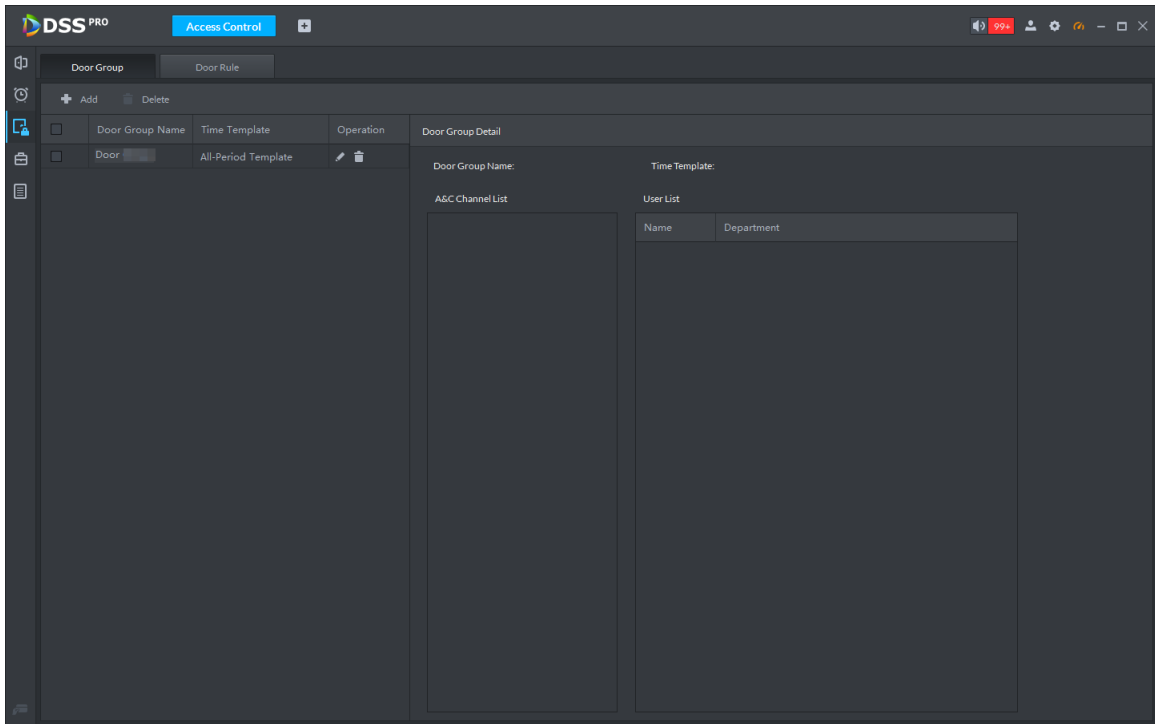 DSS PRO
Access Control
99+
Door Group
Door Rule
Add
Delete
Door Group Name
Time Template
Operation
Door Group Detail
Door
All-Period Template
Door Group Name:
Time Template:
A&C Channel List
User List
Name
Department